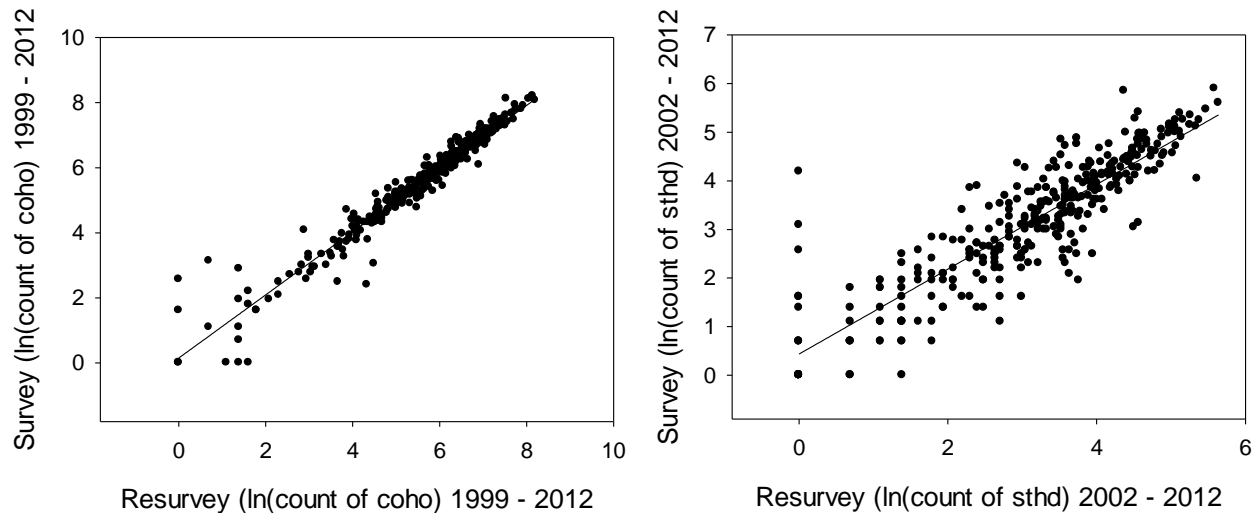 Survey (ln(count of coho) 1999 - 2012
10
8
6
4
2
0
0 2 4 6 8 10
Resurvey (ln(count of coho) 1999 - 2012
Survey (ln(count of sthd) 2002 - 2012
7
6
5
4
3
2
1
0
0 2 4 6
Resurvey (ln(count of sthd) 2002 - 2012